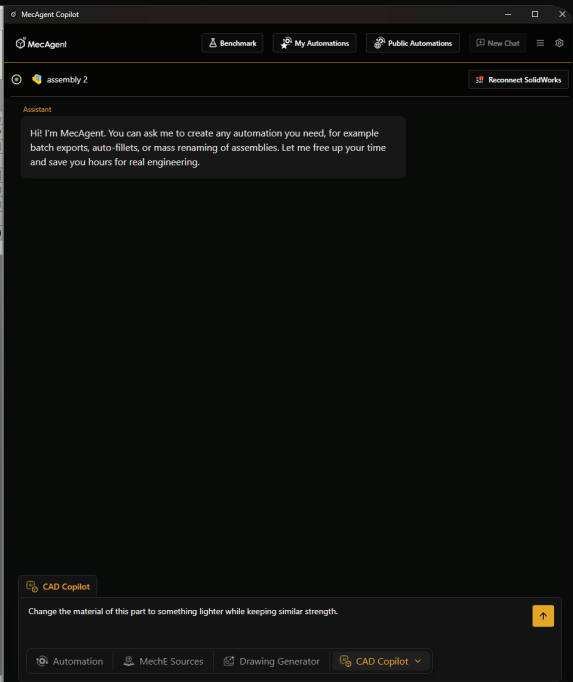 MecAgent Copilot
MecAgent
Benchmark
My Automations
Public Automations
New Chat
assembly 2
Reconnect SolidWorks
Assistant
Hi! I'm MecAgent. You can ask me to create any automation you need, for example
batch exports, auto-fillets, or mass renaming of assemblies. Let me free up your time
and save you hours for real engineering.
CAD Copilot
Change the material of this part to something lighter while keeping similar strength.
Automation
MechE Sources
Drawing Generator
CAD Copilot